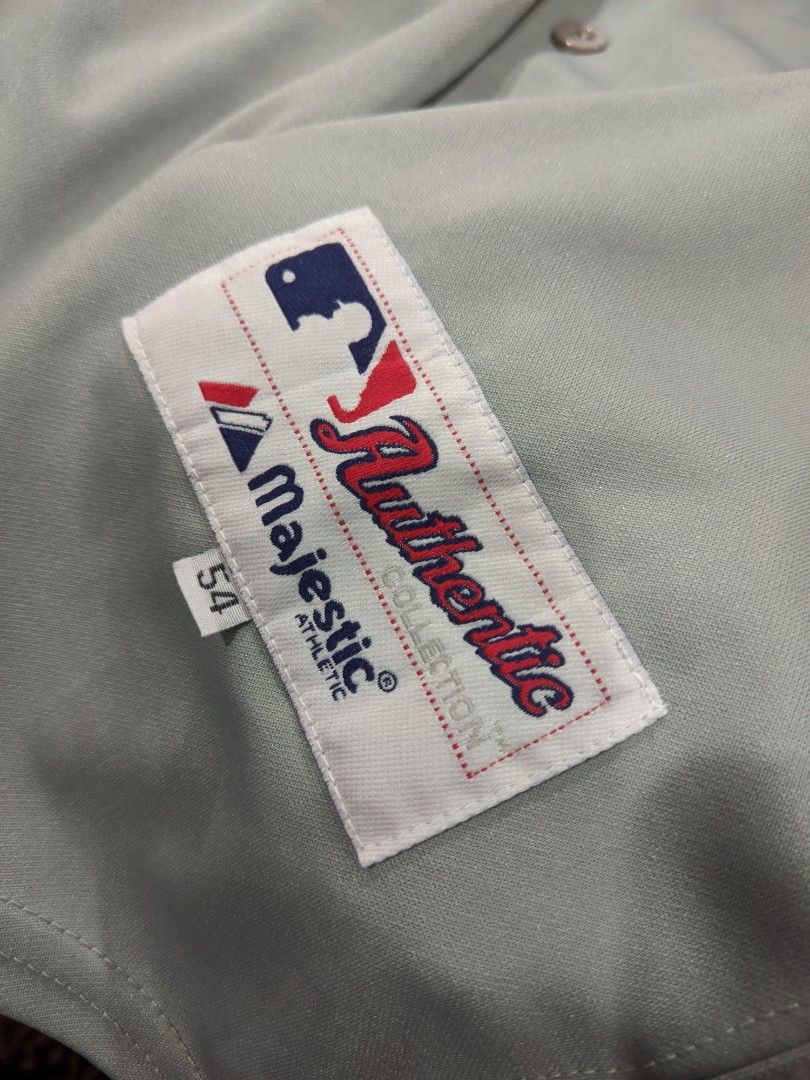 Authentic
COLLECTION™
Majestic®
ATHLETIC
54